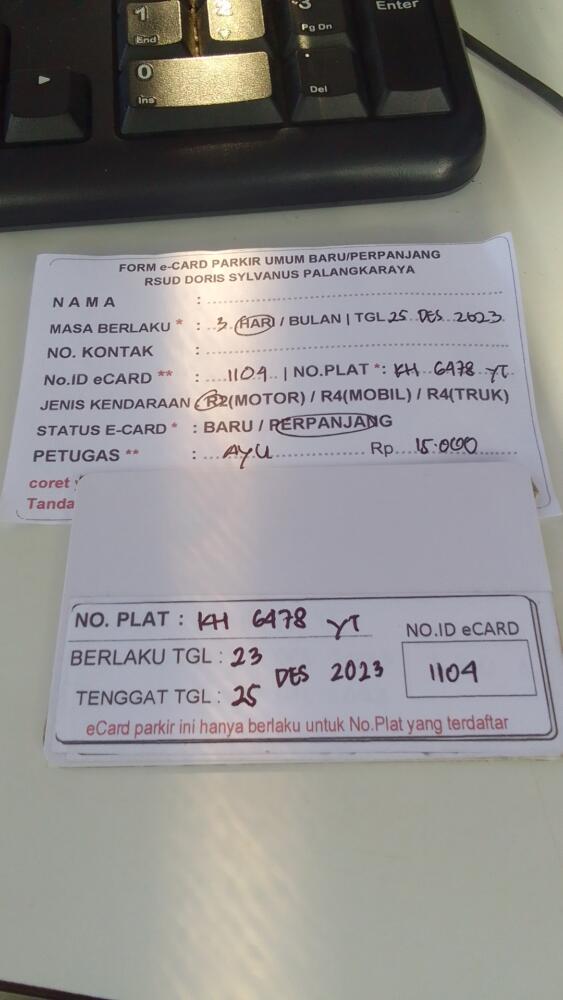 1
End
2
3
Pg Dn
Enter
0
Ins
.
Del
FORM e-CARD PARKIR UMUM BARU/PERPANJANG
RSUD DORIS SYLVANUS PALANGKARAYA
N A M A :
MASA BERLAKU * : 3 HARI / BULAN | TGL 25 DES 2023
NO. KONTAK :
No.ID eCARD ** : 1104 | NO.PLAT *: KH 6478 YT
JENIS KENDARAAN R2(MOTOR) / R4(MOBIL) / R4(TRUK)
STATUS E-CARD * : BARU / PERPANJANG
PETUGAS ** : AYU Rp 15.000
coret
Tanda
NO. PLAT : KH 6478 YT
NO.ID eCARD
BERLAKU TGL : 23
DES 2023
1104
TENGGAT TGL : 25
eCard parkir ini hanya berlaku untuk No.Plat yang terdaftar